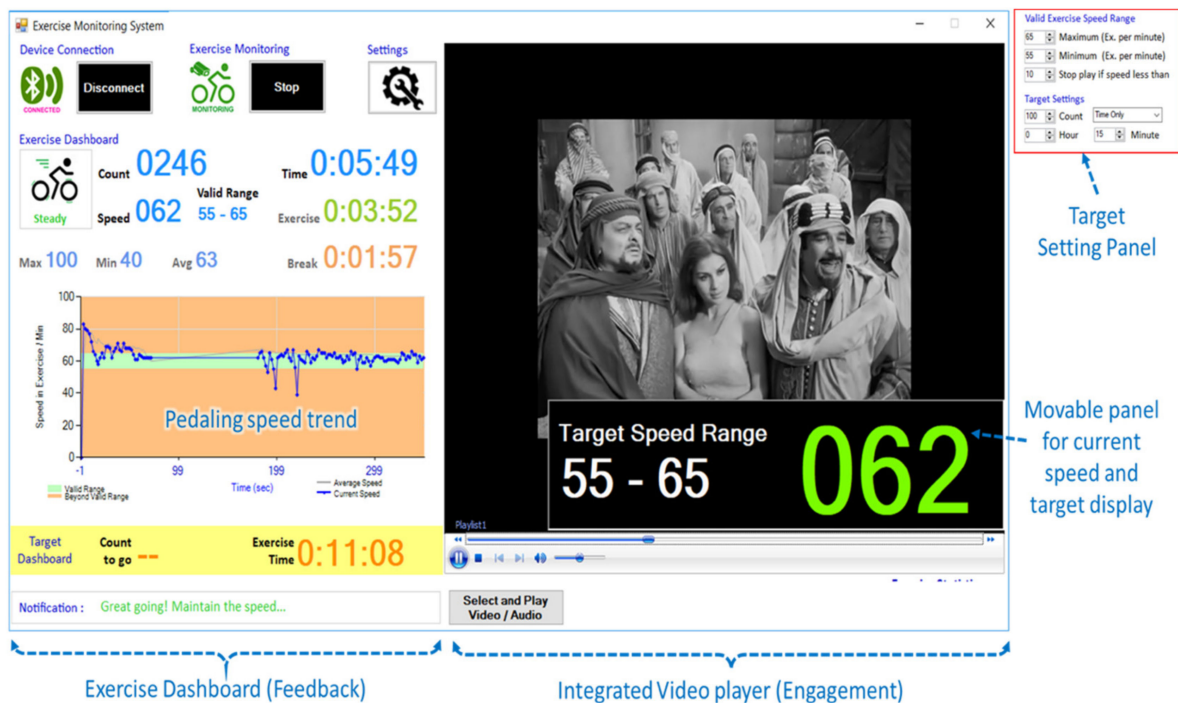 Exercise Monitoring System
Device Connection
CONNECTED
Disconnect
Exercise Monitoring
MONITORING
Stop
Settings
Exercise Dashboard
Steady
Count 0246
Time 0:05:49
Speed 062
Valid Range
55 - 65
Exercise 0:03:52
Max 100
Min 40
Avg 63
Break 0:01:57
Speed in Exercise / Min
100
80
60
40
20
0
-1
99
199
299
Pedaling speed trend
Valid Range
Beyond Valid Range
Time (sec)
Average Speed
Current Speed
Target
Dashboard
Count
to go --
Exercise
Time 0:11:08
Notification : Great going! Maintain the speed...
Target Speed Range
55 - 65
062
Playlist1
Select and Play
Video / Audio
Valid Exercise Speed Range
65 Maximum (Ex. per minute)
55 Minimum (Ex. per minute)
10 Stop play if speed less than
Target Settings
100 Count Time Only
0 Hour 15 Minute
Target
Setting Panel
Movable panel
for current
speed and
target display
Exercise Dashboard (Feedback)
Integrated Video player (Engagement)